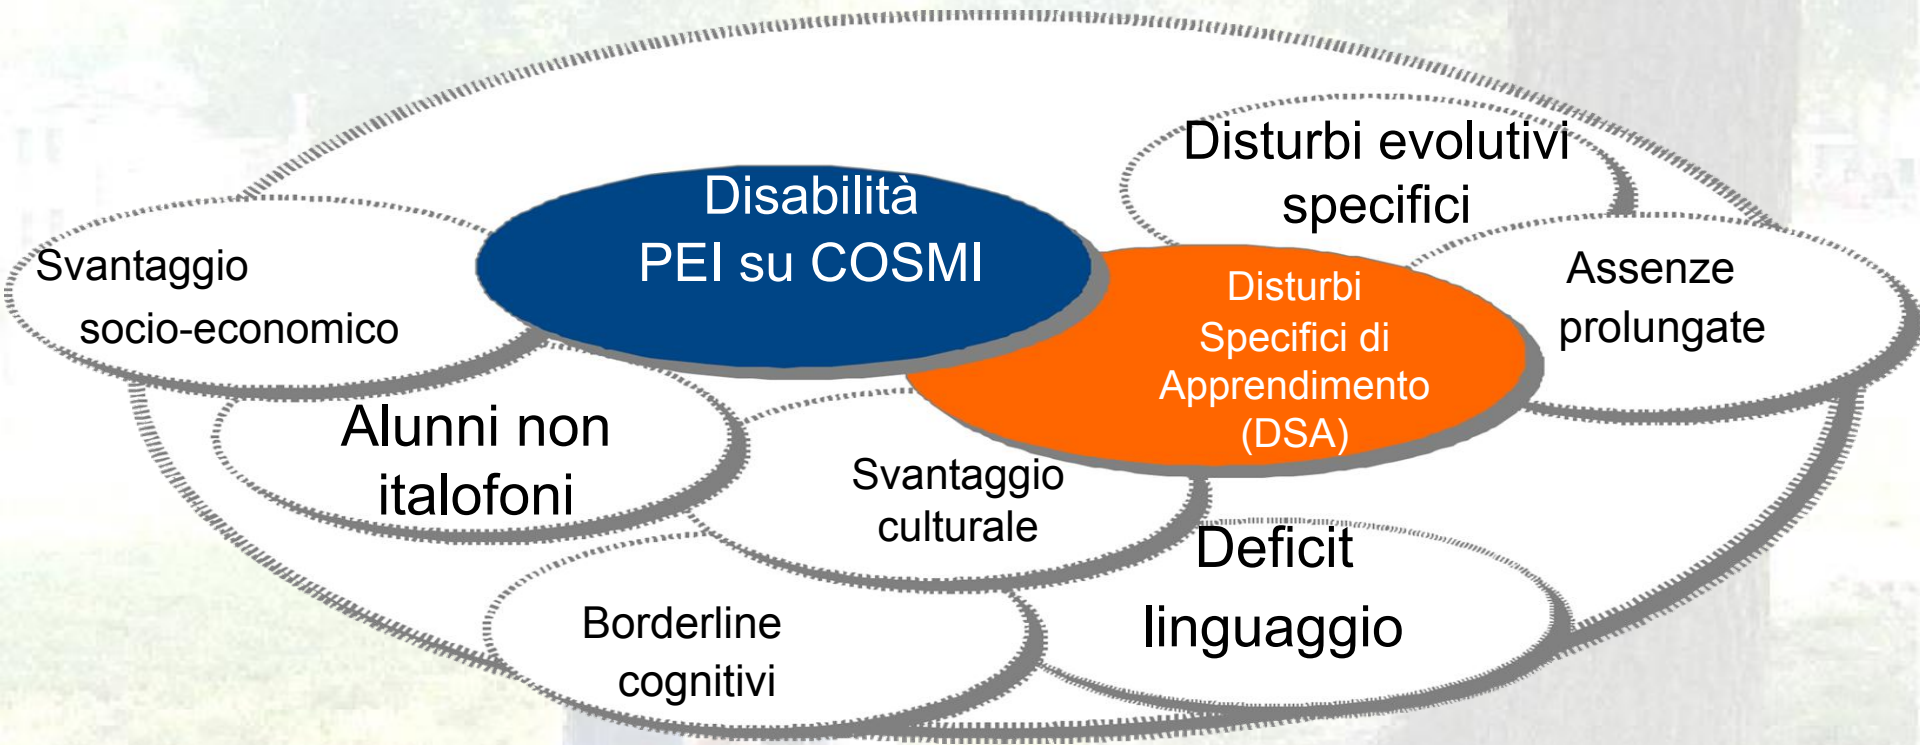 Disturbi evolutivi
specifici
Disabilità
PEI su COSMI
Svantaggio
socio-economico
Assenze
prolungate
Disturbi
Specifici di
Apprendimento
(DSA)
Alunni non
italofoni
Svantaggio
culturale
Deficit
linguaggio
Borderline
cognitivi